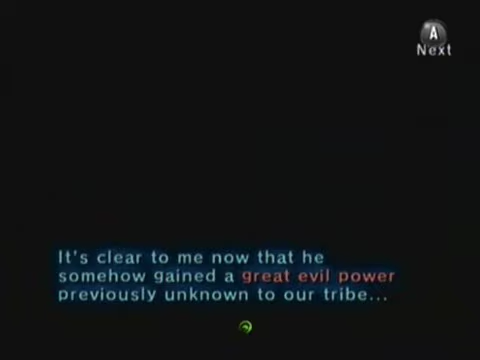 A
Next
It's clear to me now that he
somehow gained a great evil power
previously unknown to our tribe...